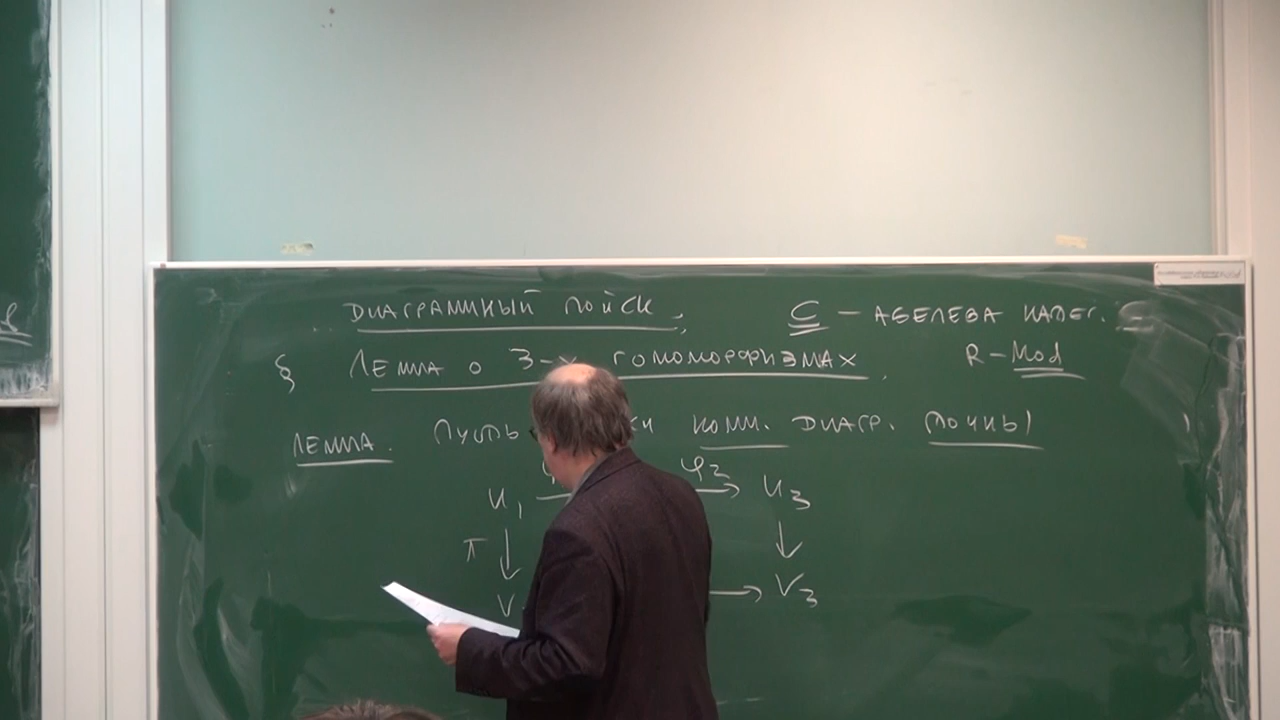 ДИАГРАММНЫЙ ПОИСК. C — АБЕЛЕВА КАТЕГ.
§ ЛЕММА О 3-Х ГОМОМОРФИЗМАХ. R-Mod
ЛЕММА. ПУСТЬ КОММ. ДИАГР. ТОЧНЫ
φ2
U1 → U3
π ↓ ↓
V → V3